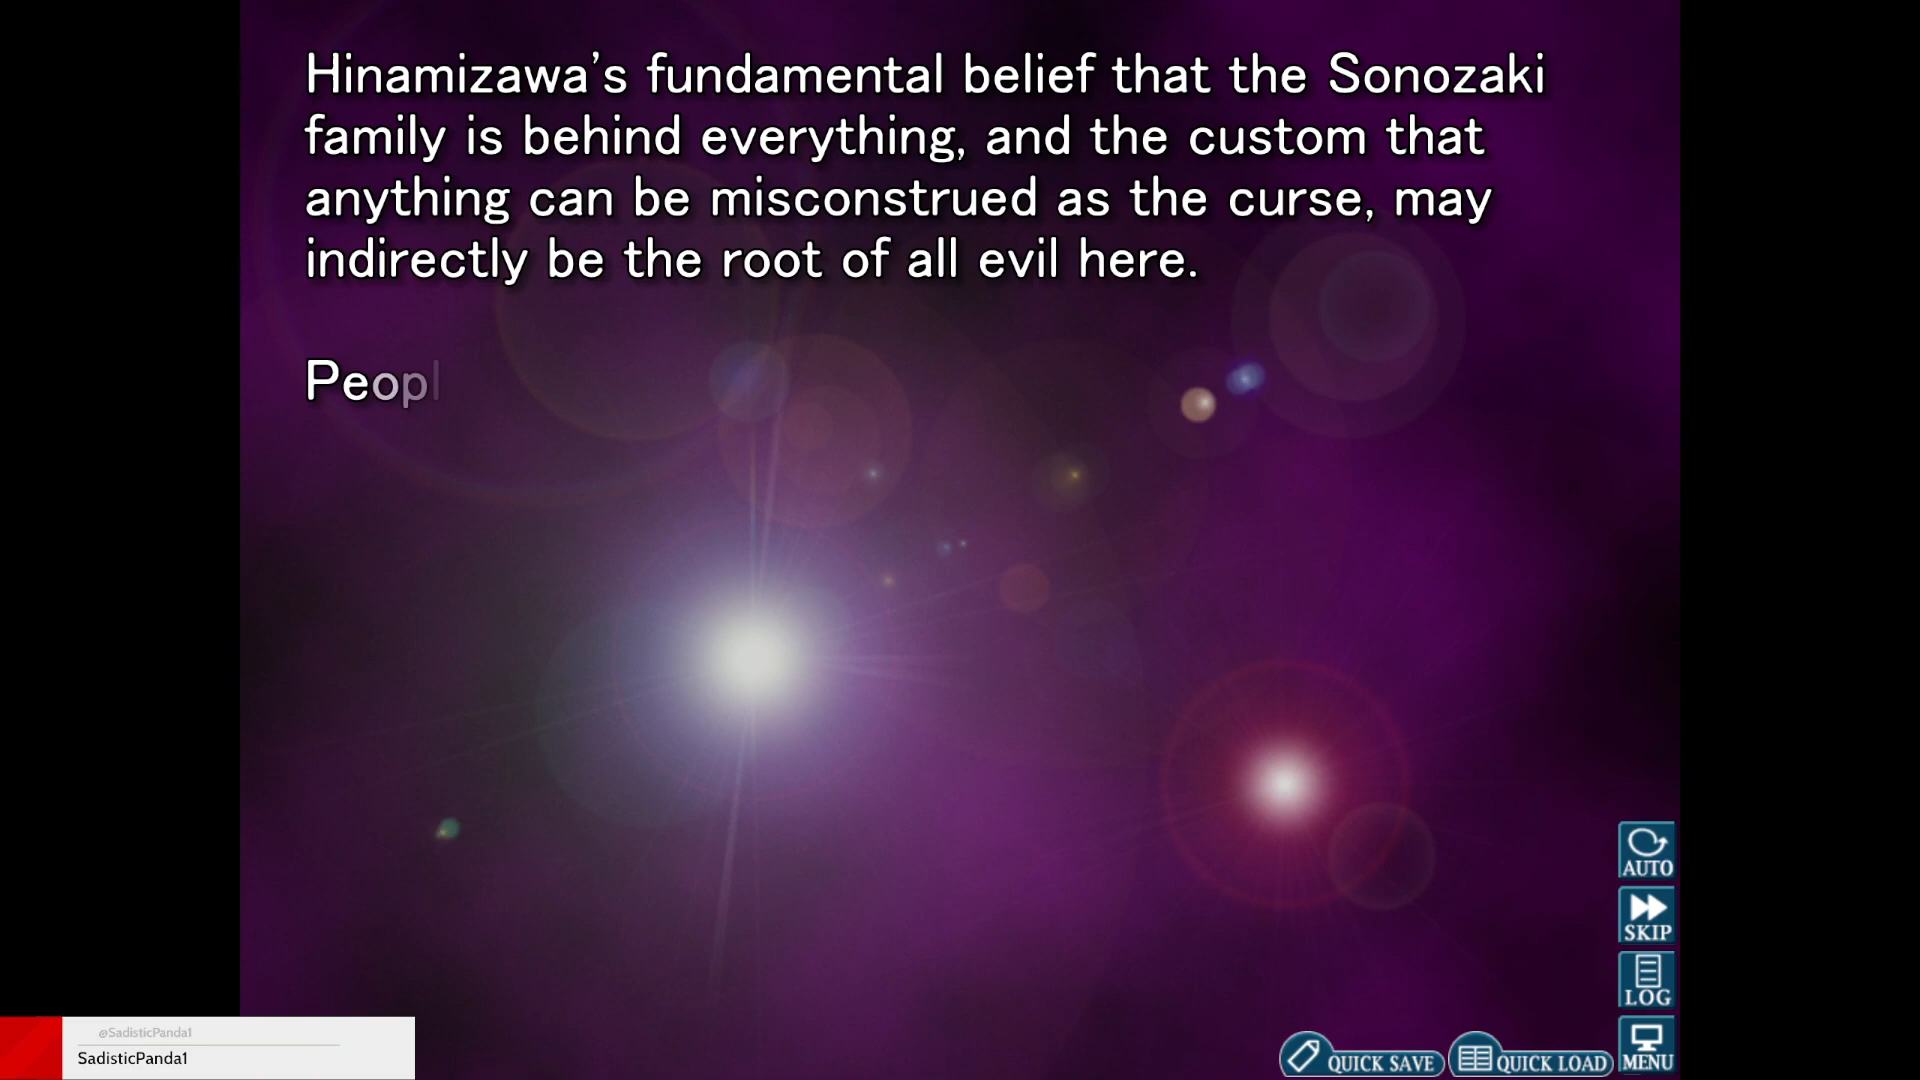 Hinamizawa’s fundamental belief that the Sonozaki
family is behind everything, and the custom that
anything can be misconstrued as the curse, may
indirectly be the root of all evil here.
Peopl
AUTO
SKIP
LOG
MENU
QUICK SAVE
QUICK LOAD
@SadisticPanda1
SadisticPanda1